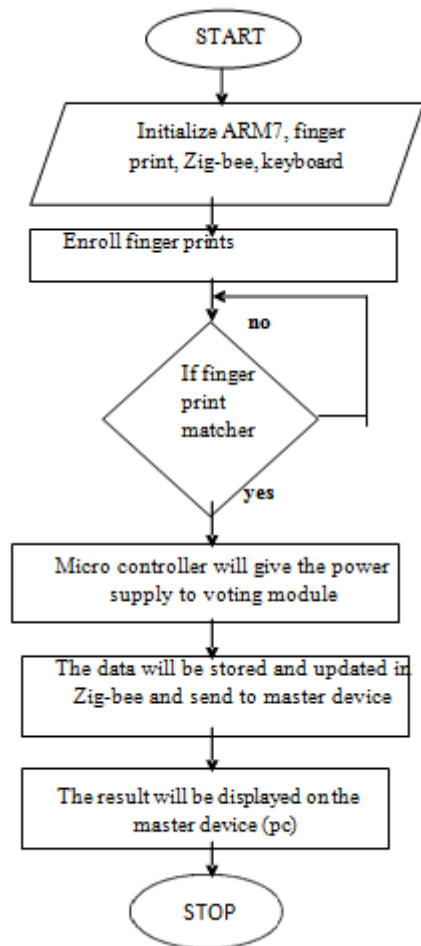 START
Initialize ARM7, finger
print, Zig-bee, keyboard
Enroll finger prints
no
If finger
print
matcher
yes
Micro controller will give the power
supply to voting module
The data will be stored and updated in
Zig-bee and send to master device
The result will be displayed on the
master device (pc)
STOP